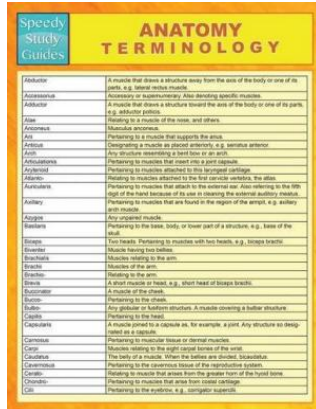 Speedy
Study
Guides
ANATOMY
TERMINOLOGY
Abductor A muscle that draws a structure away from the axis of the body or one of its
parts, e.g. lateral rectus muscle.
Accessorius Accessory or supernumerary. Also denoting specific muscles.
Adductor A muscle that draws a structure toward the axis of the body or one of its parts,
e.g. adductor pollicis.
Alae Relating to a muscle of the nose, and others
Anconeus Musculus anconeus.
Ani Pertaining to a muscle that supports the anus.
Anticus Designating a muscle as placed anteriorly, e.g. serratus anterior.
Arch Any structure resembling a bent bow or an arch.
Articulationis Pertaining to muscles that insert into a joint capsule.
Arytenoid Pertaining to muscles attached to this laryngeal cartilage.
Atlanto- Relating to muscles attached to the first cervical vertebra, the atlas.
Auricularis Pertaining to muscles that attach to the external ear. Also referring to the fifth
digit of the hand because of its use in cleaning the external auditory meatus.
Axillary Pertaining to muscles that are found in the region of the armpit, e.g. axillary
arch muscle.
Azygos Any unpaired muscle.
Basilaris Pertaining to the base, body, or lower part of a structure, e.g., base of the
skull.
Biceps Two heads. Pertaining to muscles with two heads, e.g., biceps brachii
Biventer Muscle having two bellies.
Brachialis Muscles relating to the arm.
Brachii Muscles of the arm.
Brachio- Relating to the arm.
Brevis A short muscle or head, e.g., short head of biceps brachii.
Buccinator A muscle of the cheek.
Bucco- Pertaining to the cheek.
Bulbo- Any globular or fusiform structure. A muscle covering a bulbar structure.
Capitis Pertaining to the head.
Capsularis A muscle joined to a capsule as, for example, a joint. Any structure so desig-
nated as a capsule.
Carnosus Pertaining to muscular tissue or dermal muscles.
Carpi Muscles relating to the eight carpal bones of the wrist.
Caudatus The belly of a muscle. When the bellies are divided, bicaudatus.
Cavernosus Pertaining to the cavernous tissue of the reproductive system.
Cerato- Relating to muscle that arises from the greater horn of the hyoid bone.
Chondro- Pertaining to muscles that arise from costal cartilage.
Cilii Pertaining to the eyebrow, e.g., corrigator supercilii.